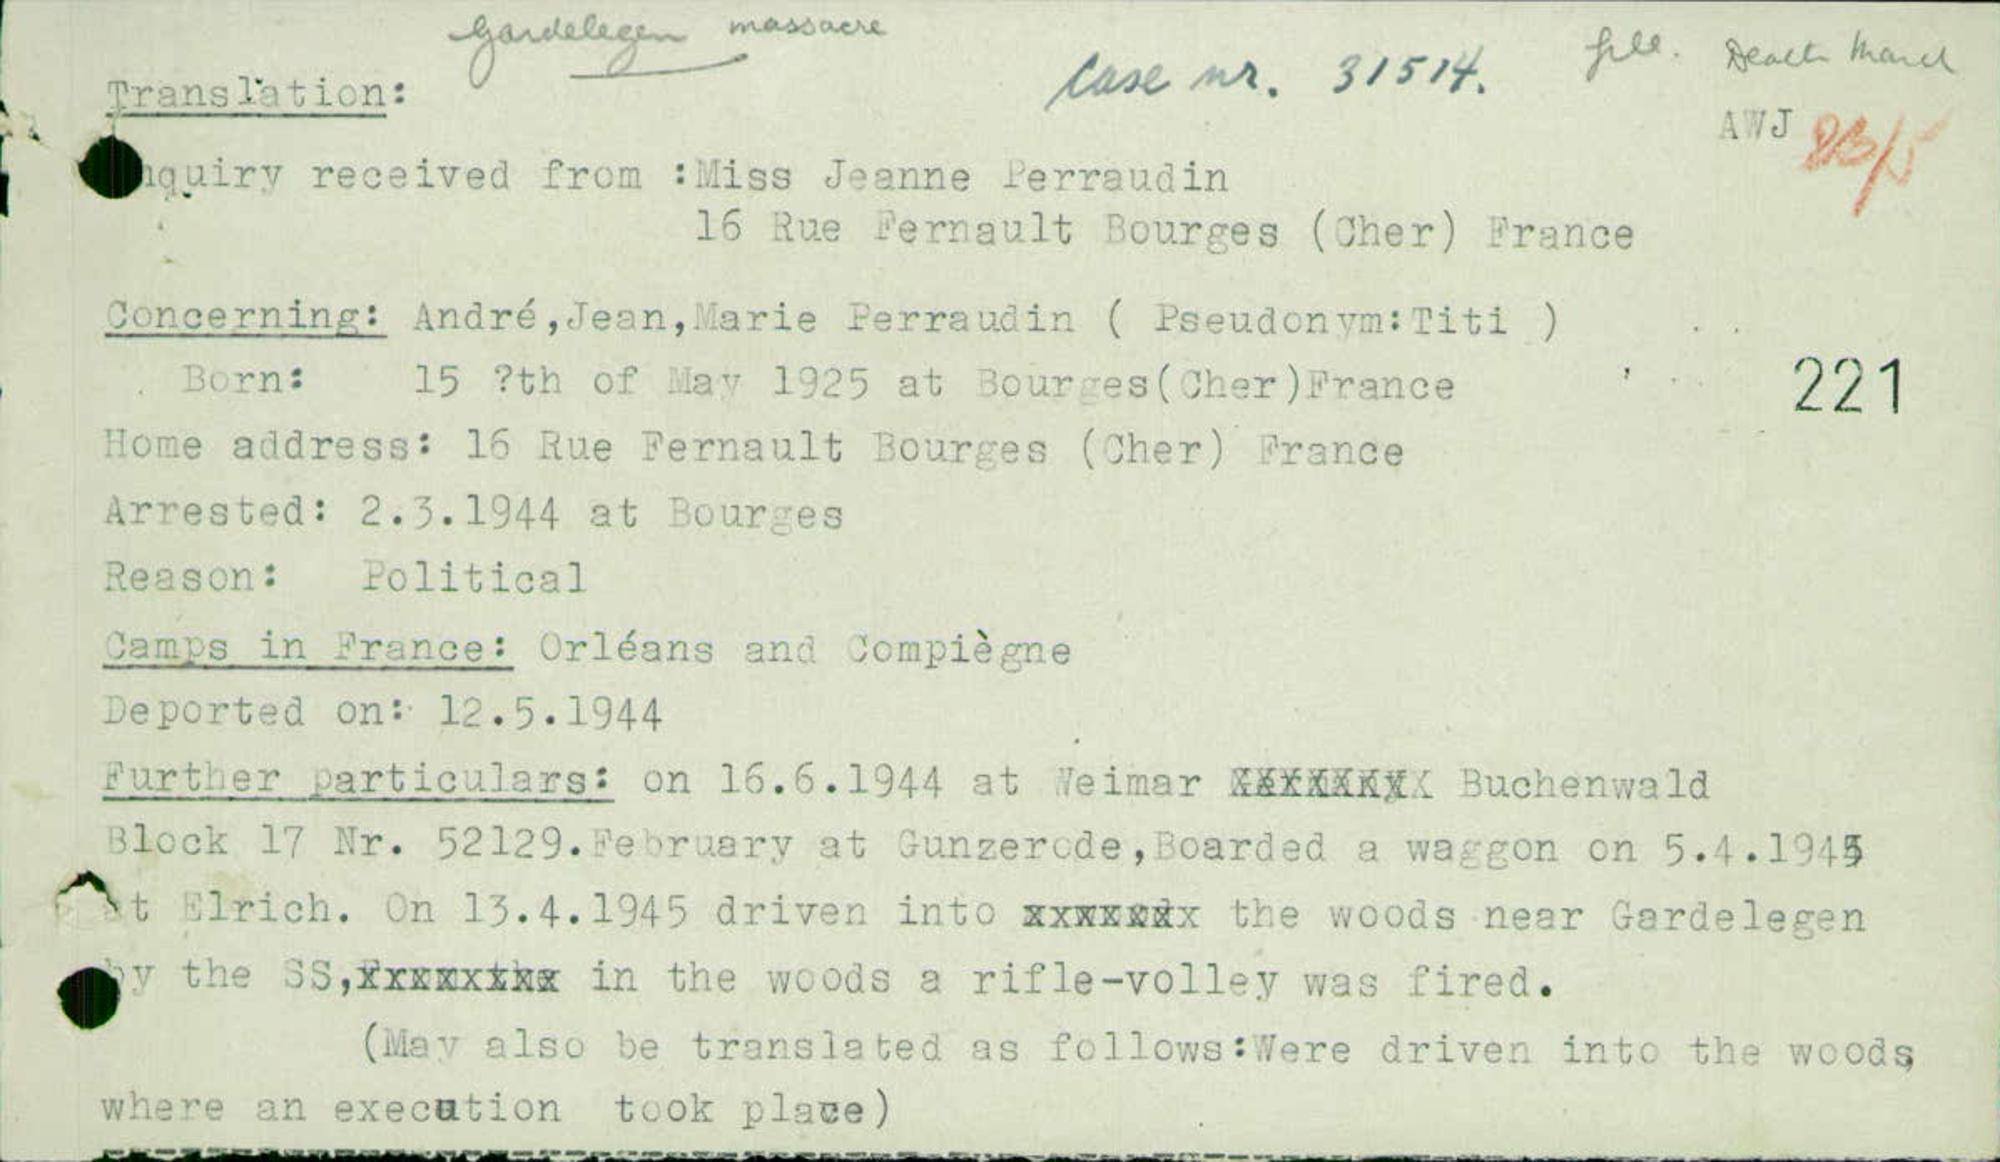 Gardelegen massacre
Case nr. 31514.
file. Death March
Translation:
AWJ 23/5
nquiry received from :Miss Jeanne Perraudin
16 Rue Fernault Bourges (Cher) France
Concerning: André,Jean,Marie Perraudin ( Pseudonym:Titi )
Born: 15 ?th of May 1925 at Bourges(Cher)France
221
Home address: 16 Rue Fernault Bourges (Cher) France
Arrested: 2.3.1944 at Bourges
Reason: Political
Camps in France: Orléans and Compiègne
Deported on: 12.5.1944
Further particulars: on 16.6.1944 at Weimar Buchenwald
Block 17 Nr. 52129.February at Gunzerode,Boarded a waggon on 5.4.1945
at Elrich. On 13.4.1945 driven into the woods near Gardelegen
by the SS, in the woods a rifle-volley was fired.
(May also be translated as follows:Were driven into the woods,
where an execution took place)